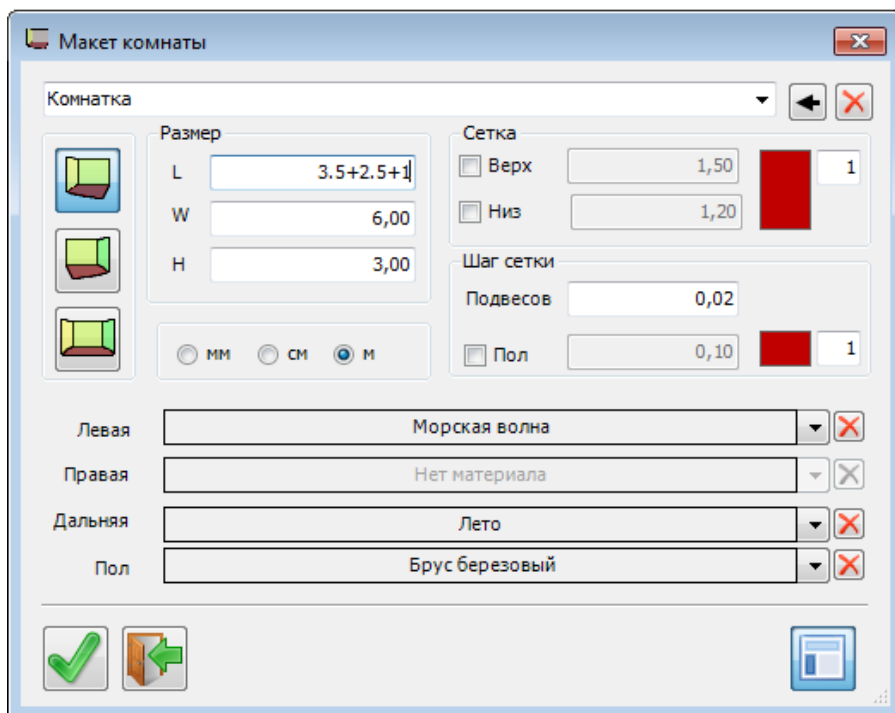 Макет комнаты
Комнатка
Размер
L 3.5+2.5+1
W 6,00
H 3,00
мм см м
Сетка
Верх 1,50 1
Низ 1,20
Шаг сетки
Подвесов 0,02
Пол 0,10 1
Левая Морская волна
Правая Нет материала
Дальняя Лето
Пол Брус березовый